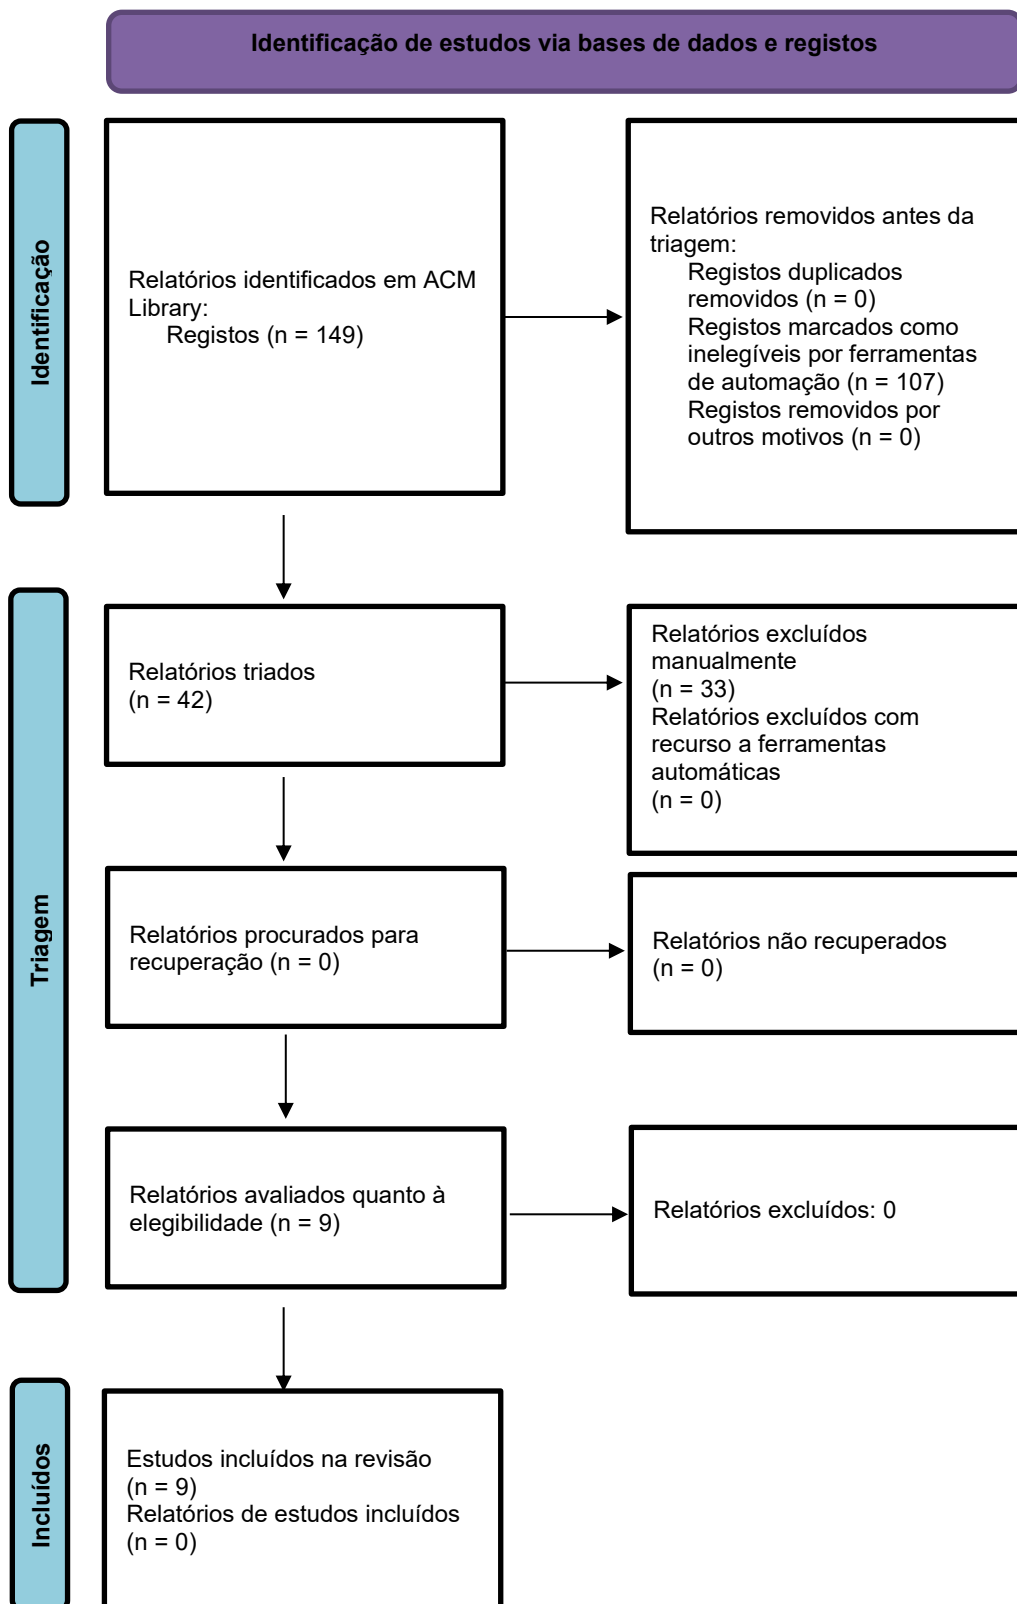 Identificação de estudos via bases de dados e registos
Identificação
Relatórios identificados em ACM
Library:
Registos (n = 149)
Relatórios removidos antes da
triagem:
Registos duplicados
removidos (n = 0)
Registos marcados como
inelegíveis por ferramentas
de automação (n = 107)
Registos removidos por
outros motivos (n = 0)
Triagem
Relatórios triados
(n = 42)
Relatórios excluídos
manualmente
(n = 33)
Relatórios excluídos com
recurso a ferramentas
automáticas
(n = 0)
Relatórios procurados para
recuperação (n = 0)
Relatórios não recuperados
(n = 0)
Relatórios avaliados quanto à
elegibilidade (n = 9)
Relatórios excluídos: 0
Incluídos
Estudos incluídos na revisão
(n = 9)
Relatórios de estudos incluídos
(n = 0)